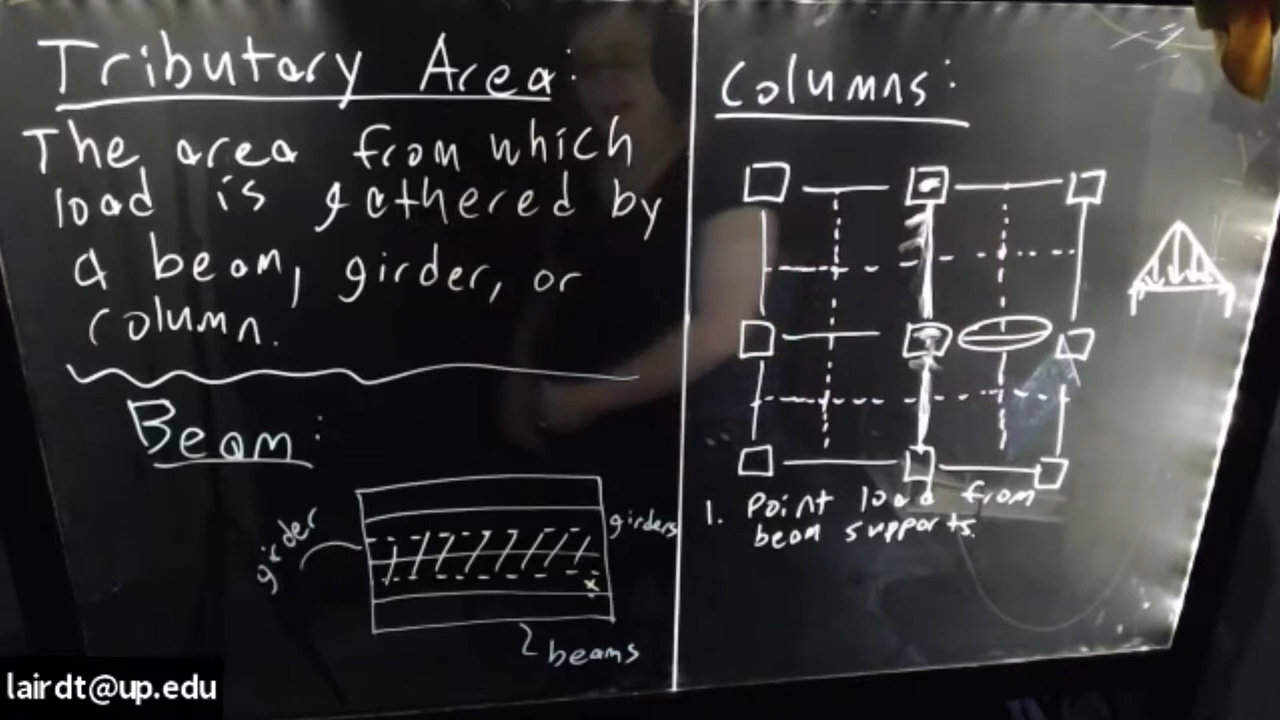 Tributary Area:
The area from which
load is gathered by
a beam, girder, or
column.
Beam:
girder
girders
x
beams
Columns:
1. Point load from
beam supports.
lairdt@up.edu